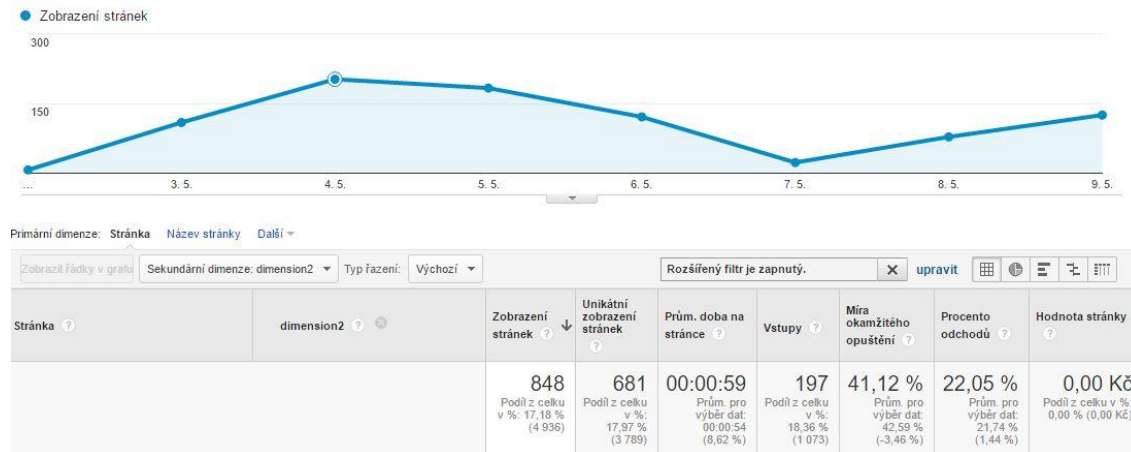 Zobrazení stránek
300
150
...
3. 5.
4. 5.
5. 5.
6. 5.
7. 5.
8. 5.
9. 5.
Primární dimenze: Stránka Název stránky Další
Zobrazit řádky v grafu Sekundární dimenze: dimension2 Typ řazení: Výchozí Rozšířený filtr je zapnutý. upravit
Stránka ?
dimension2 ?
Zobrazení
stránek ?
Unikátní
zobrazení
stránek
?
Prům. doba na
stránce ?
Vstupy ?
Míra
okamžitého
opuštění ?
Procento
odchodů ?
Hodnota stránky
?
848
Podíl z celku
v %: 17,18 %
(4 936)
681
Podíl z celku
v %:
17,97 %
(3 789)
00:00:59
Prům. pro
výběr dat:
00:00:54
(8,62 %)
197
Podíl z celku
v %:
18,36 %
(1 073)
41,12 %
Prům. pro
výběr dat:
42,59 %
(-3,46 %)
22,05 %
Prům. pro
výběr dat:
21,74 %
(1,44 %)
0,00 Kč
Podíl z celku v %:
0,00 % (0,00 Kč)